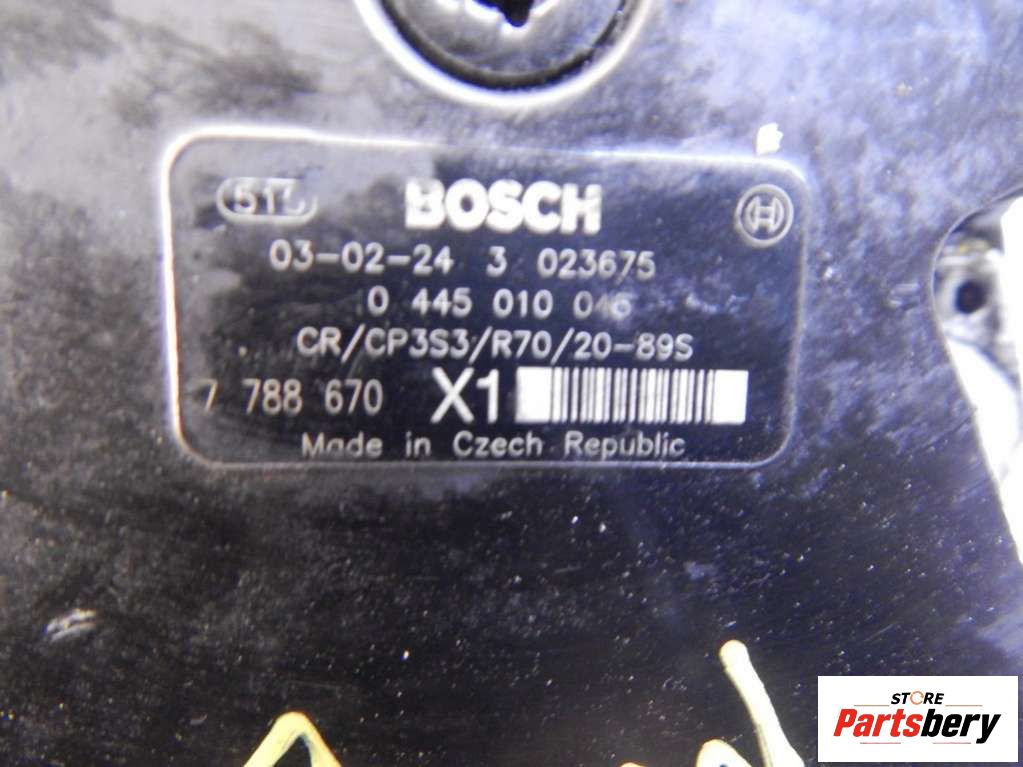 BOSCH
03-02-24 3 023675
0 445 010
CR/CP3S3/R70/20-89S
7 788 670 X1
Made in Czech Republic
STORE
Partsbery